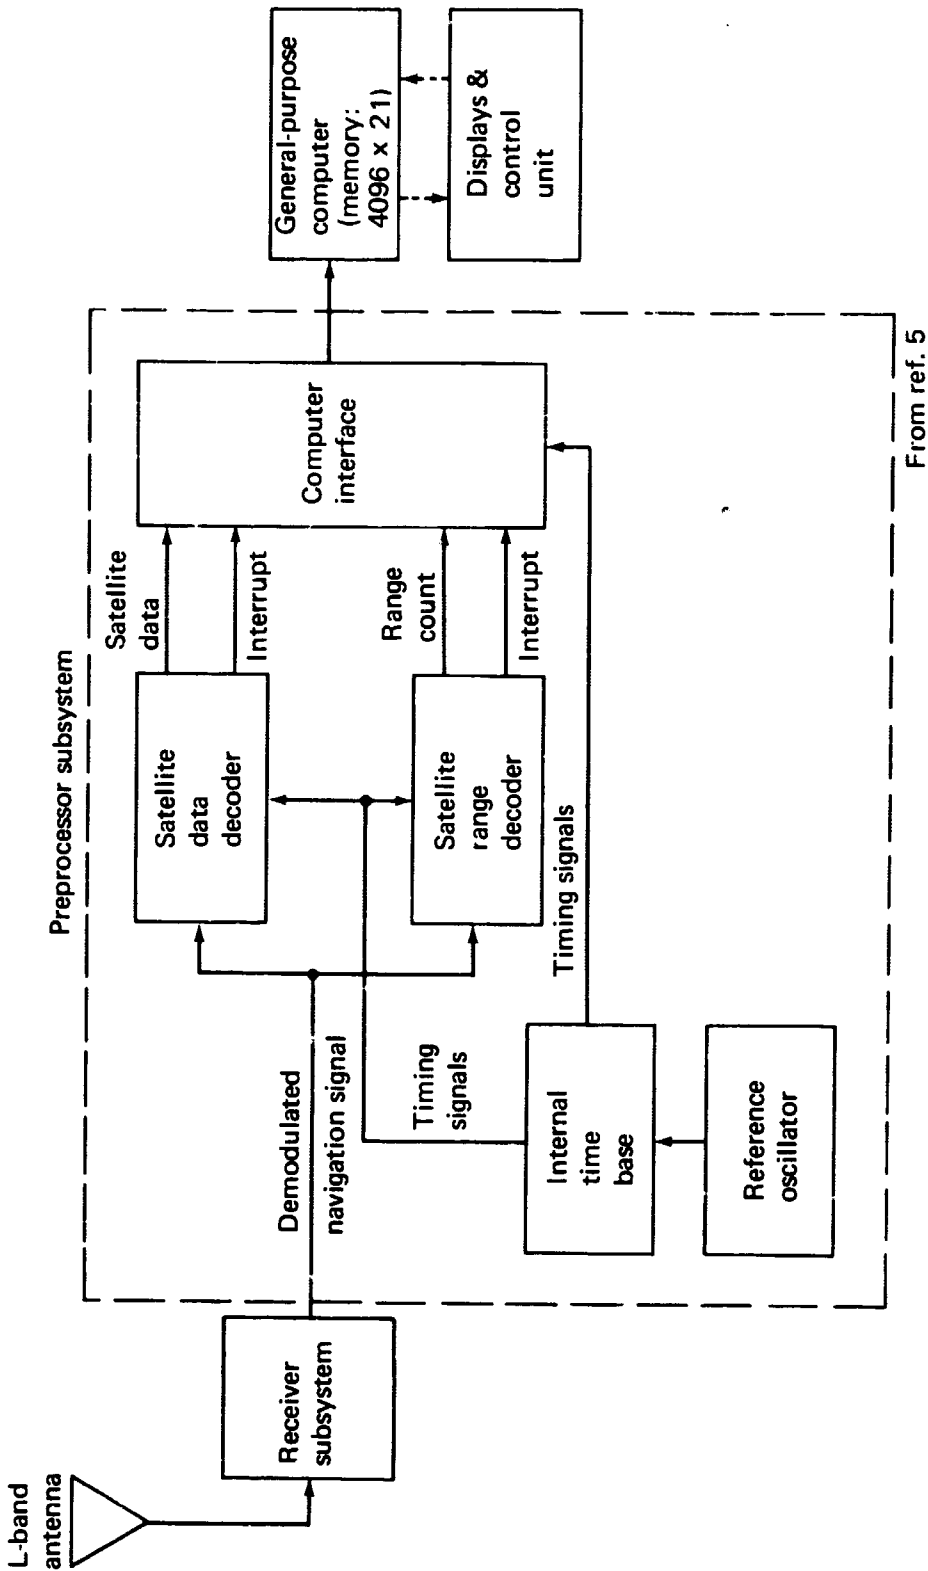 L-band
antenna
Receiver
subsystem
Preprocessor subsystem
Demodulated
navigation signal
Timing
signals
Internal
time
base
Reference
oscillator
Satellite
data
decoder
Satellite
range
decoder
Timing signals
Satellite
data
Interrupt
Range
count
Interrupt
Computer
interface
General-purpose
computer
(memory:
4096 x 21)
Displays &
control
unit
From ref. 5